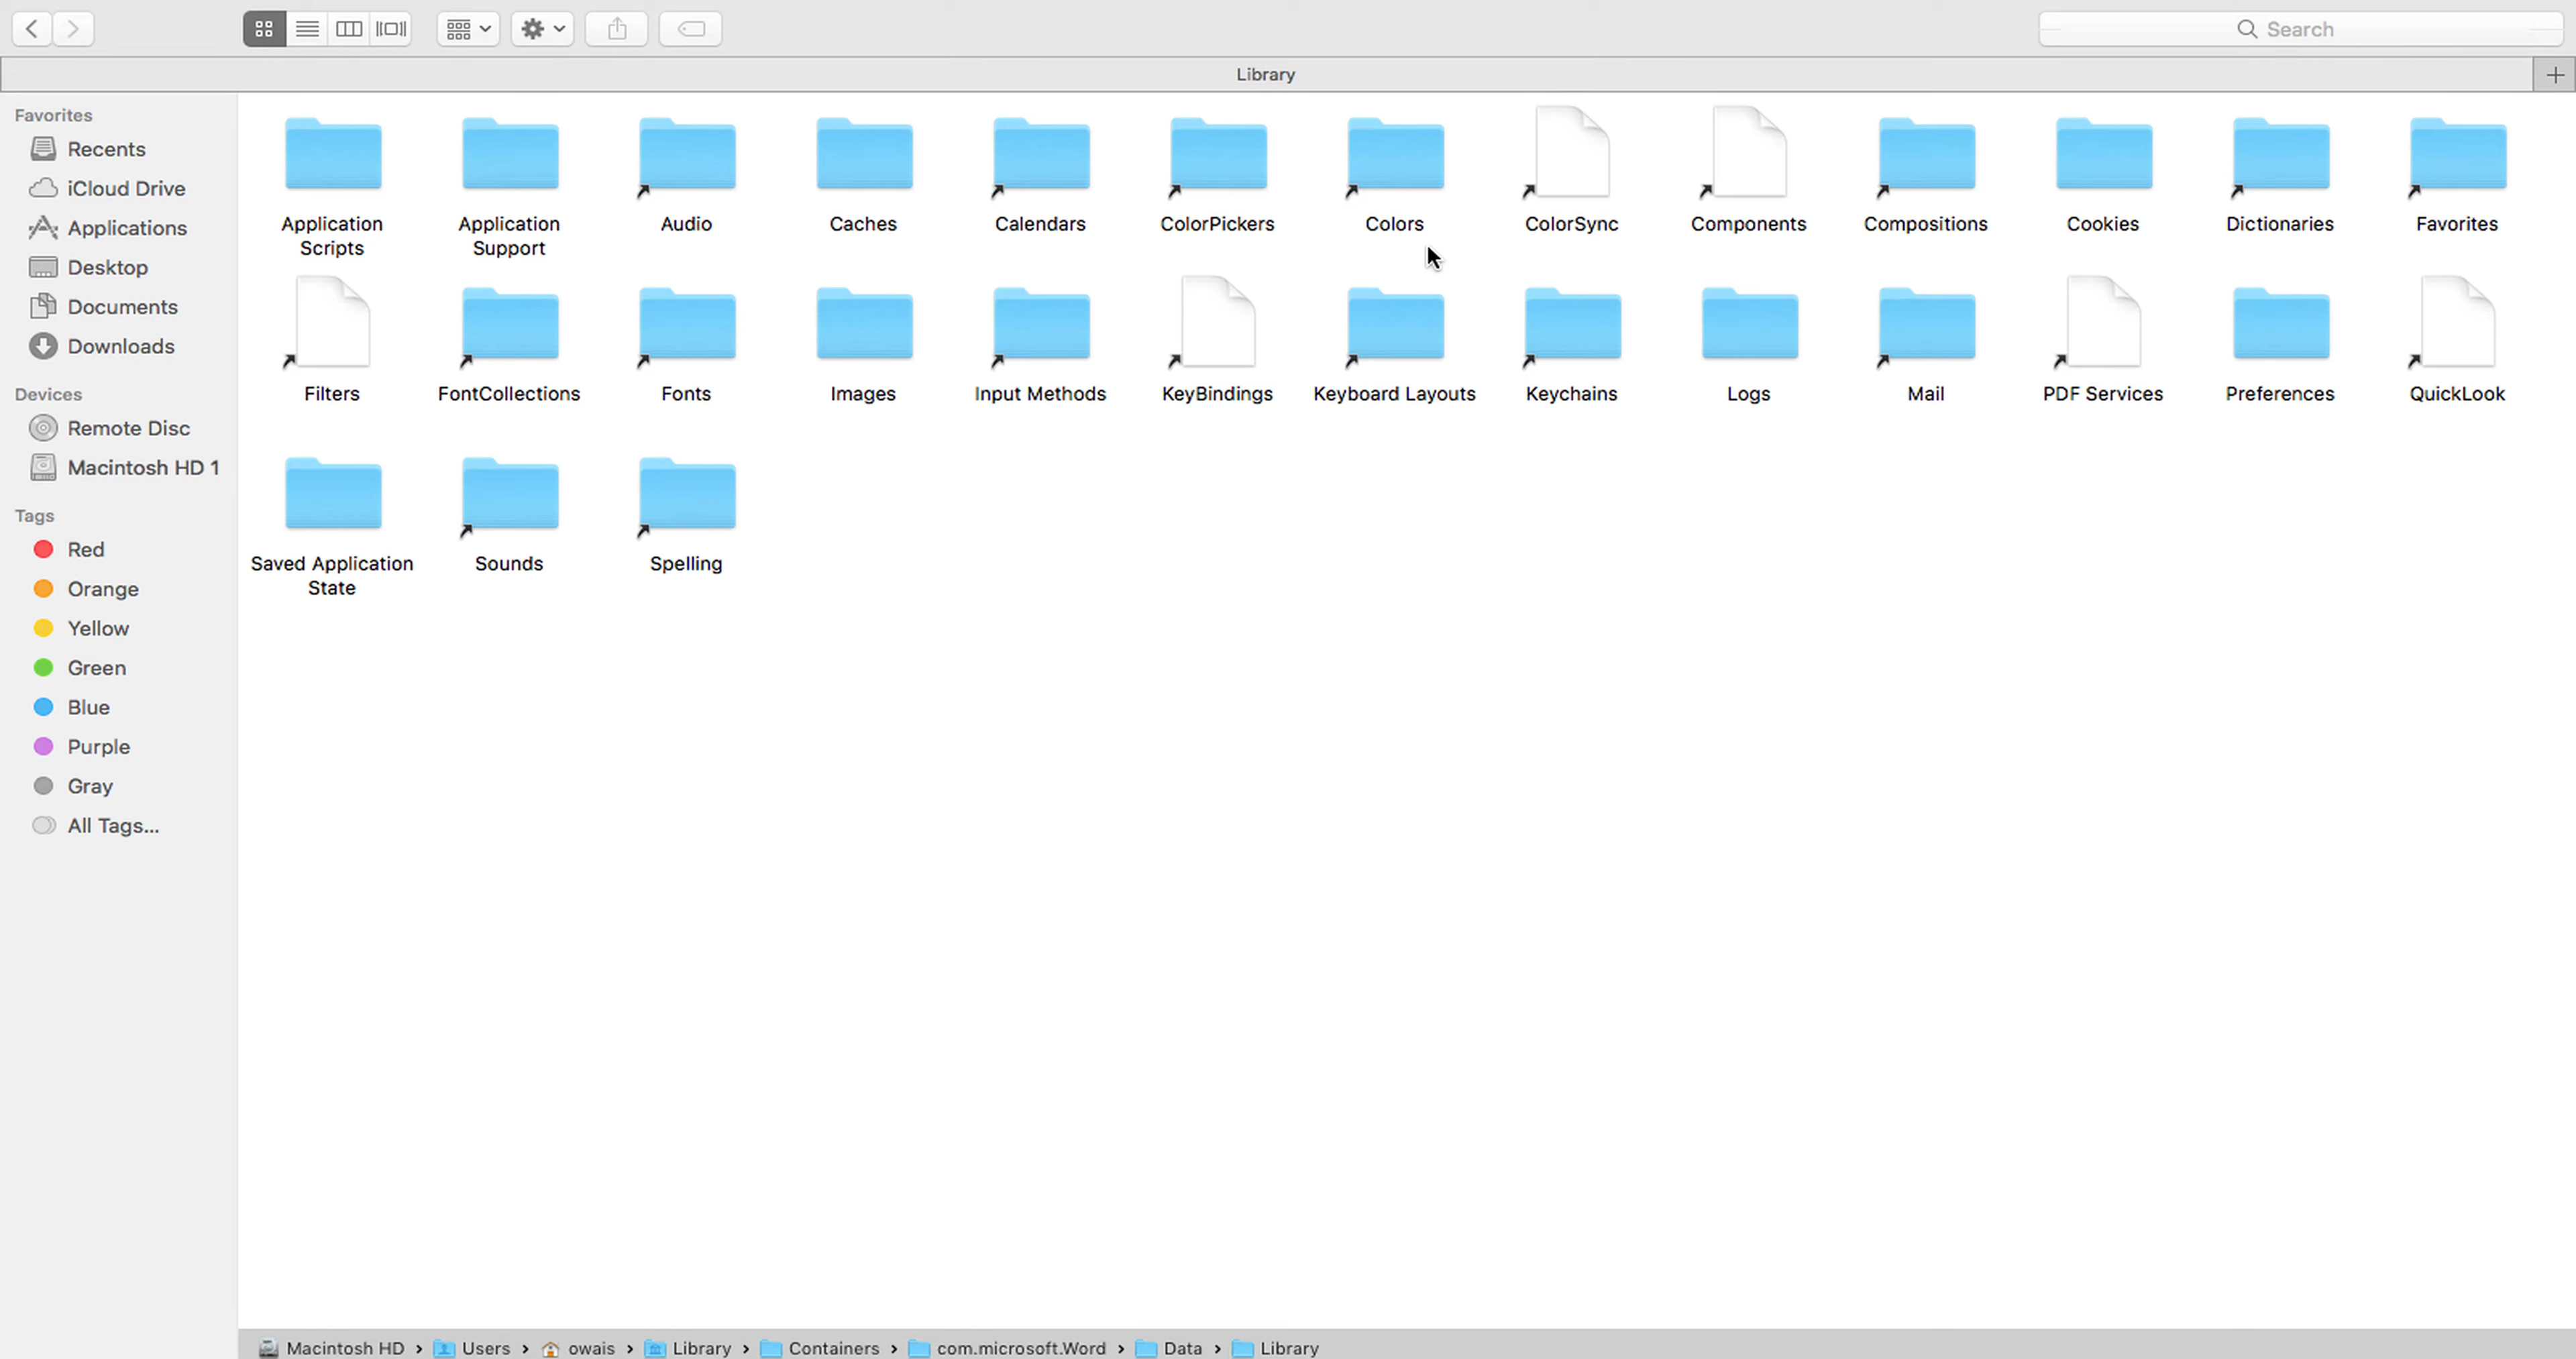 Search
Library
Favorites
Recents
iCloud Drive
Applications
Desktop
Documents
Downloads
Devices
Remote Disc
Macintosh HD 1
Tags
Red
Orange
Yellow
Green
Blue
Purple
Gray
All Tags...
Application Scripts
Application Support
Audio
Caches
Calendars
ColorPickers
Colors
ColorSync
Components
Compositions
Cookies
Dictionaries
Favorites
Filters
FontCollections
Fonts
Images
Input Methods
KeyBindings
Keyboard Layouts
Keychains
Logs
Mail
PDF Services
Preferences
QuickLook
Saved Application State
Sounds
Spelling
Macintosh HD › Users › owais › Library › Containers › com.microsoft.Word › Data › Library